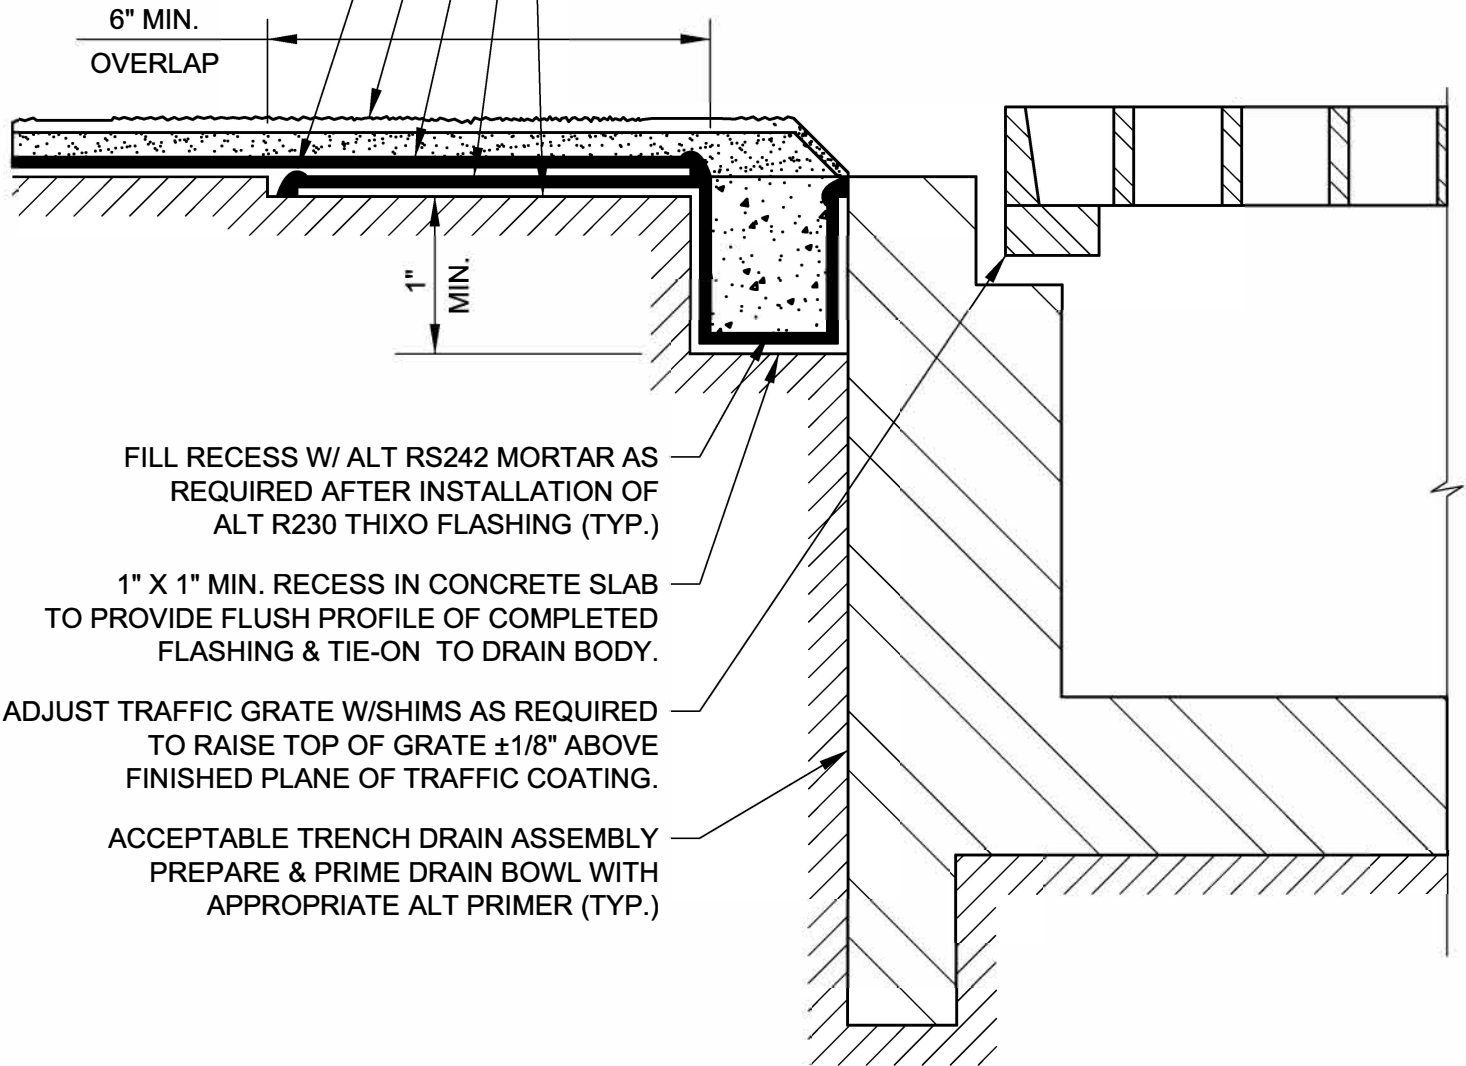 6" MIN.
OVERLAP
1"
MIN.
FILL RECESS W/ ALT RS242 MORTAR AS
REQUIRED AFTER INSTALLATION OF
ALT R230 THIXO FLASHING (TYP.)
1" X 1" MIN. RECESS IN CONCRETE SLAB
TO PROVIDE FLUSH PROFILE OF COMPLETED
FLASHING & TIE-ON TO DRAIN BODY.
ADJUST TRAFFIC GRATE W/SHIMS AS REQUIRED
TO RAISE TOP OF GRATE ±1/8" ABOVE
FINISHED PLANE OF TRAFFIC COATING.
ACCEPTABLE TRENCH DRAIN ASSEMBLY
PREPARE & PRIME DRAIN BOWL WITH
APPROPRIATE ALT PRIMER (TYP.)